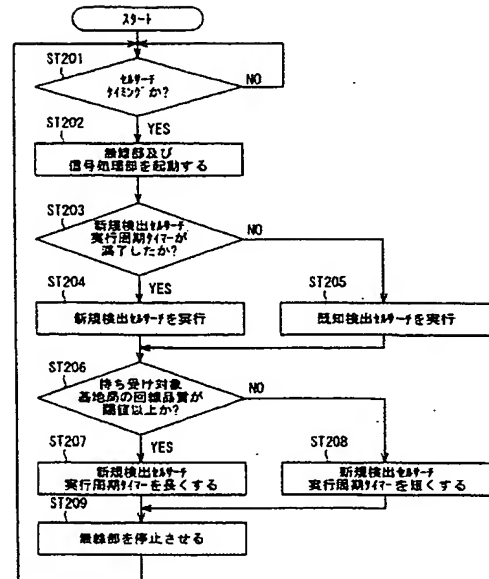 スタート
ST201
セルサーチ
タイミングか?
NO
YES
ST202
無線部及び
信号処理部を起動する
ST203
新規検出セルサーチ
実行周期タイマーが
満了したか?
NO
YES
ST204
新規検出セルサーチを実行
ST205
既知検出セルサーチを実行
ST206
待ち受け対象
基地局の回線品質が
閾値以上か?
NO
YES
ST207
新規検出セルサーチ
実行周期タイマーを長くする
ST208
新規検出セルサーチ
実行周期タイマーを短くする
ST209
無線部を停止させる